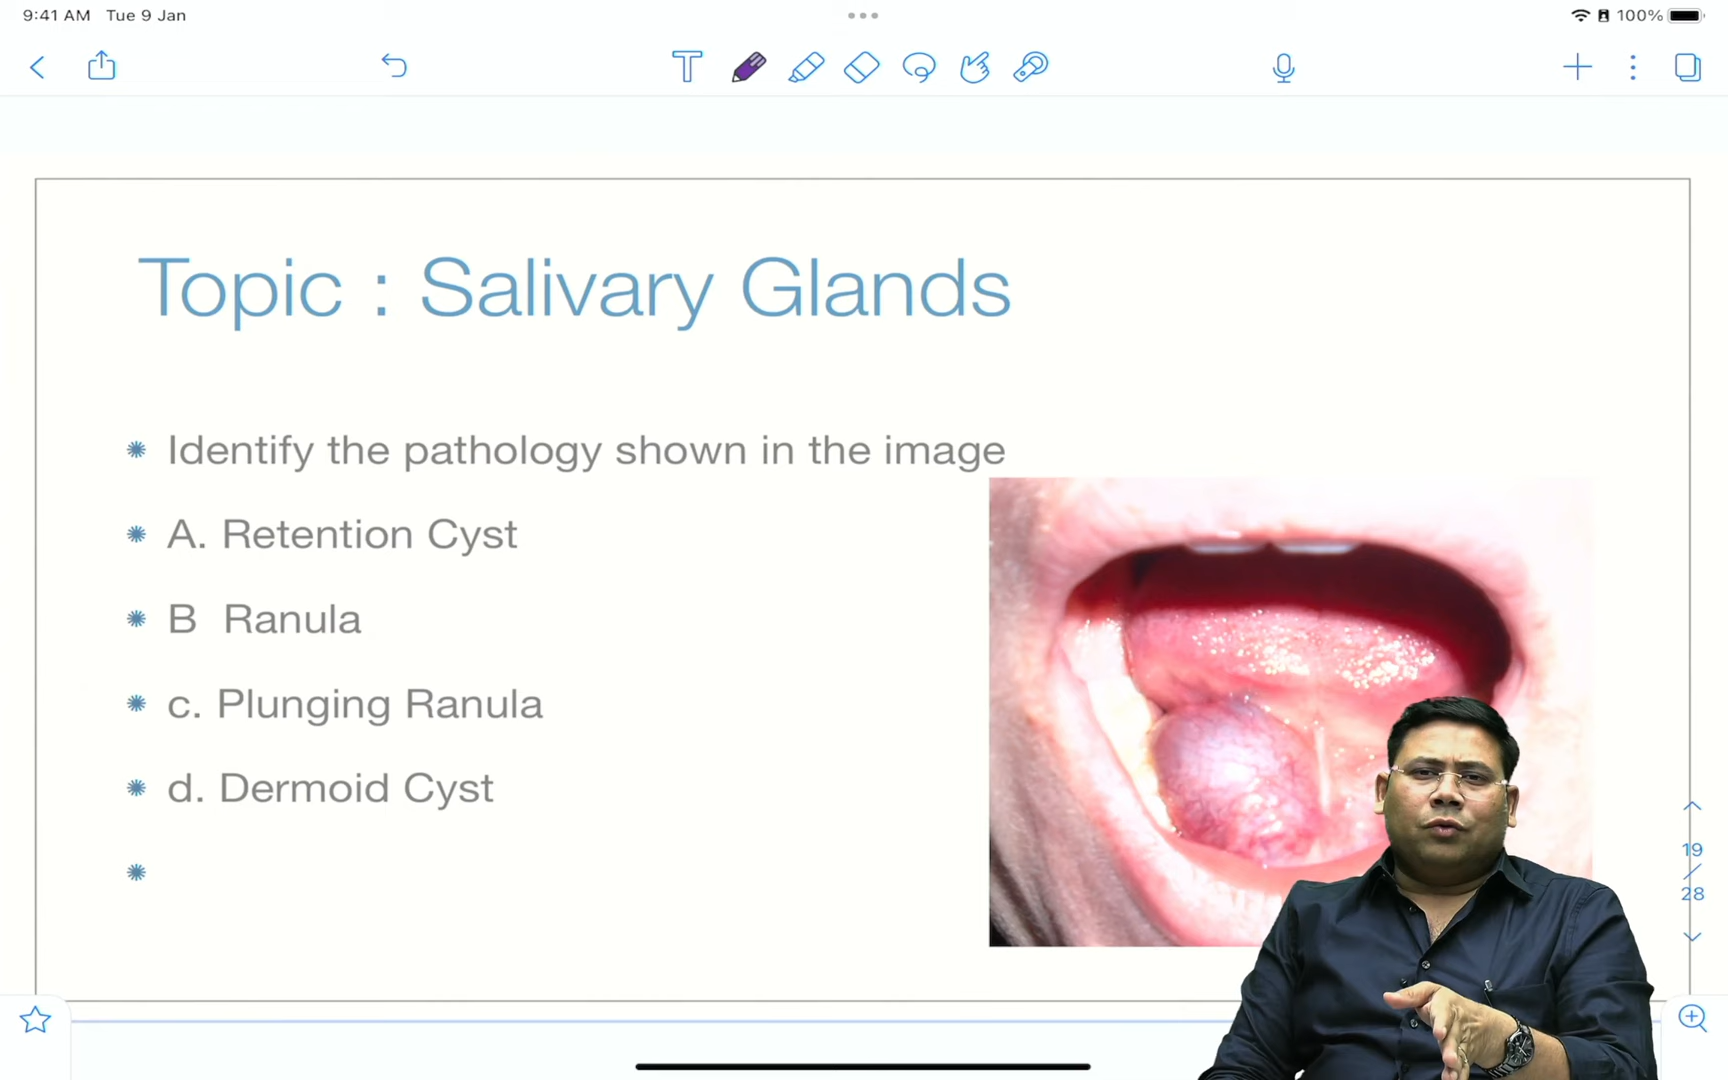 9:41 AM Tue 9 Jan
100%
T
Topic : Salivary Glands
Identify the pathology shown in the image
A. Retention Cyst
B Ranula
c. Plunging Ranula
d. Dermoid Cyst
19
/
28